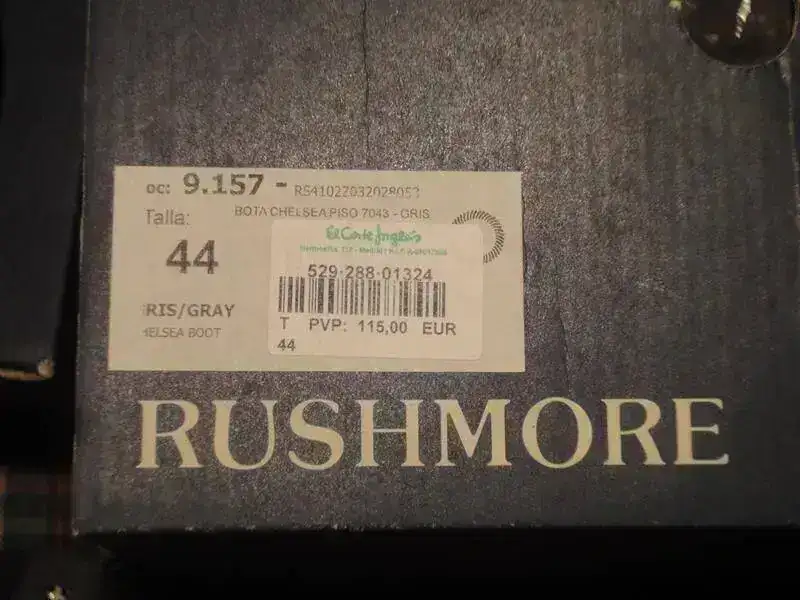 oc: 9.157 - RS41022032028053
Talla:
BOTA CHELSEA PISO 7043 - GRIS
44
El Corte Inglés
529-288-01324
RIS/GRAY
HELSEA BOOT
T PVP: 115,00 EUR
44
RUSHMORE